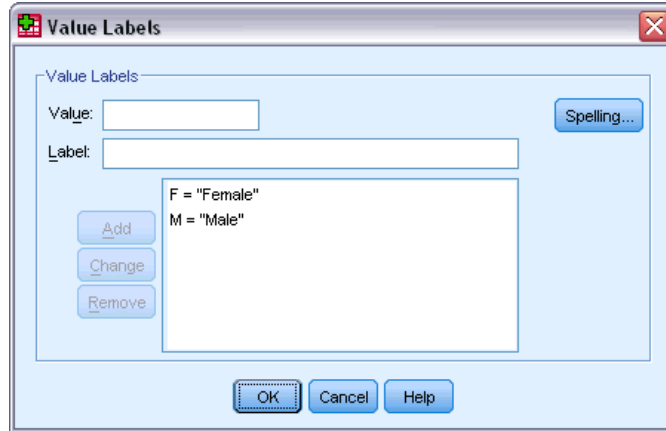 Value Labels
Value Labels
Value:
Spelling...
Label:
F = "Female"
M = "Male"
Add
Change
Remove
OK Cancel Help